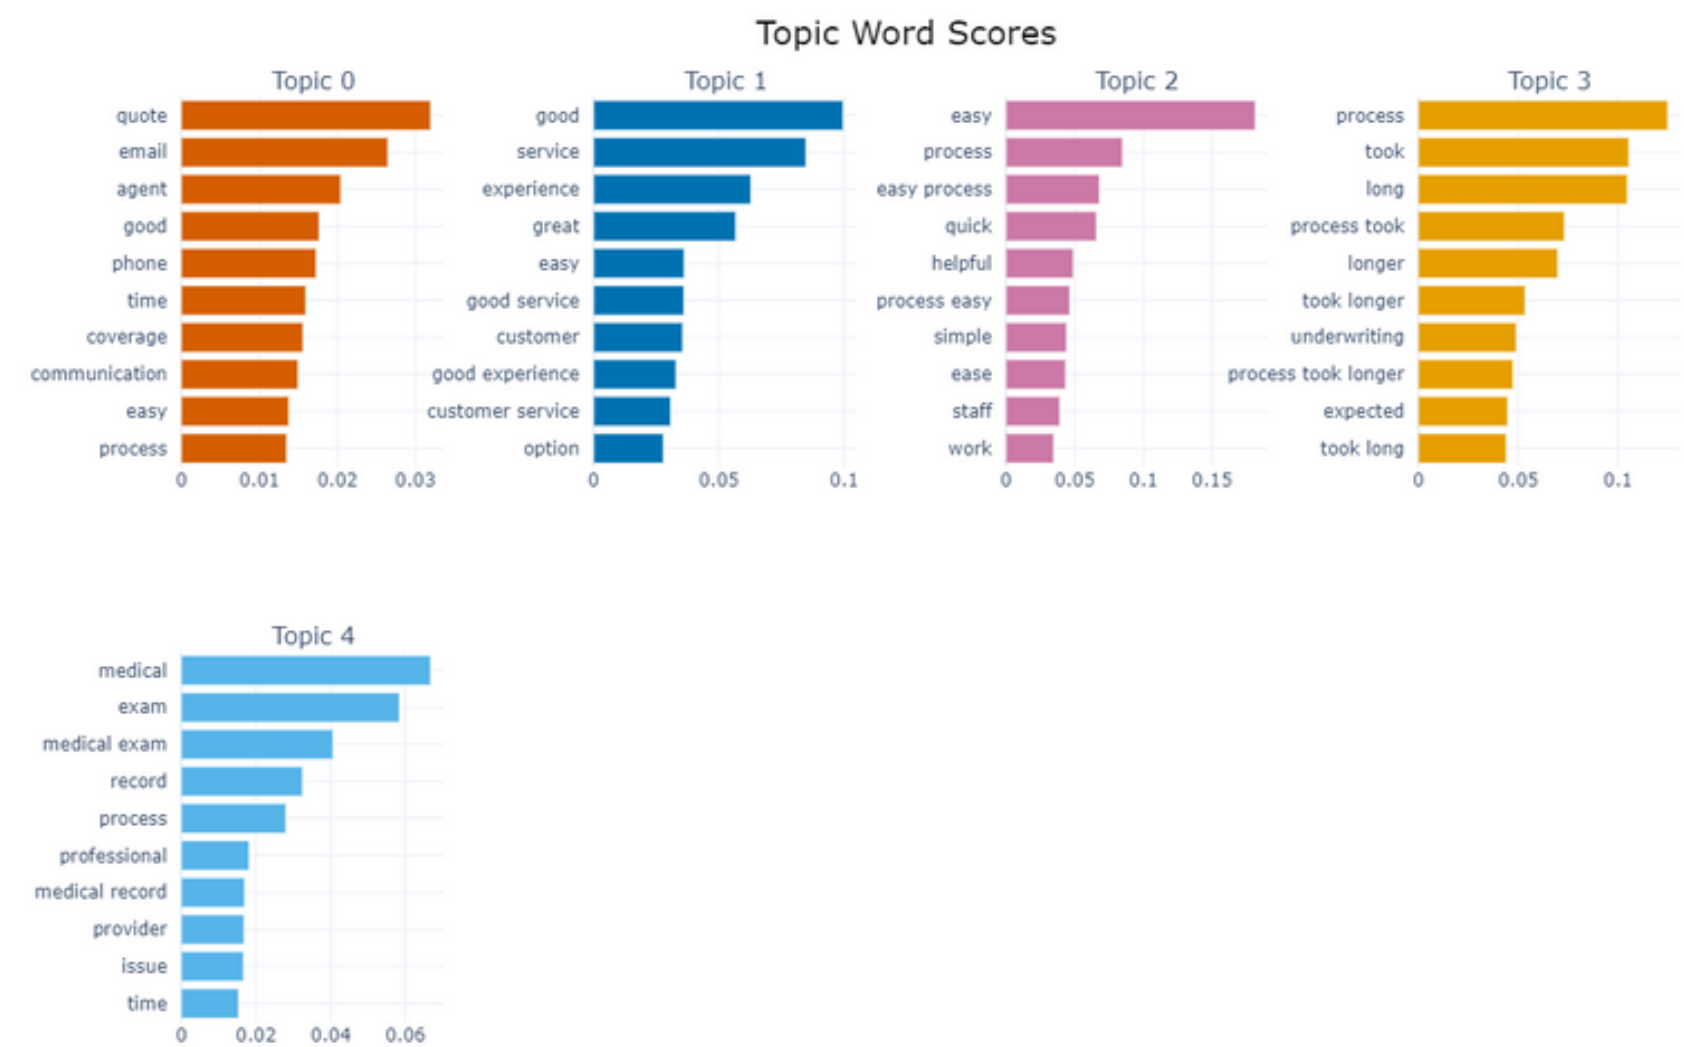 Topic Word Scores
Topic 0
quote
email
agent
good
phone
time
coverage
communication
easy
process
0 0.01 0.02 0.03
Topic 1
good
service
experience
great
easy
good service
customer
good experience
customer service
option
0 0.05 0.1
Topic 2
easy
process
easy process
quick
helpful
process easy
simple
ease
staff
work
0 0.05 0.1 0.15
Topic 3
process
took
long
process took
longer
took longer
underwriting
process took longer
expected
took long
0 0.05 0.1
Topic 4
medical
exam
medical exam
record
process
professional
medical record
provider
issue
time
0 0.02 0.04 0.06